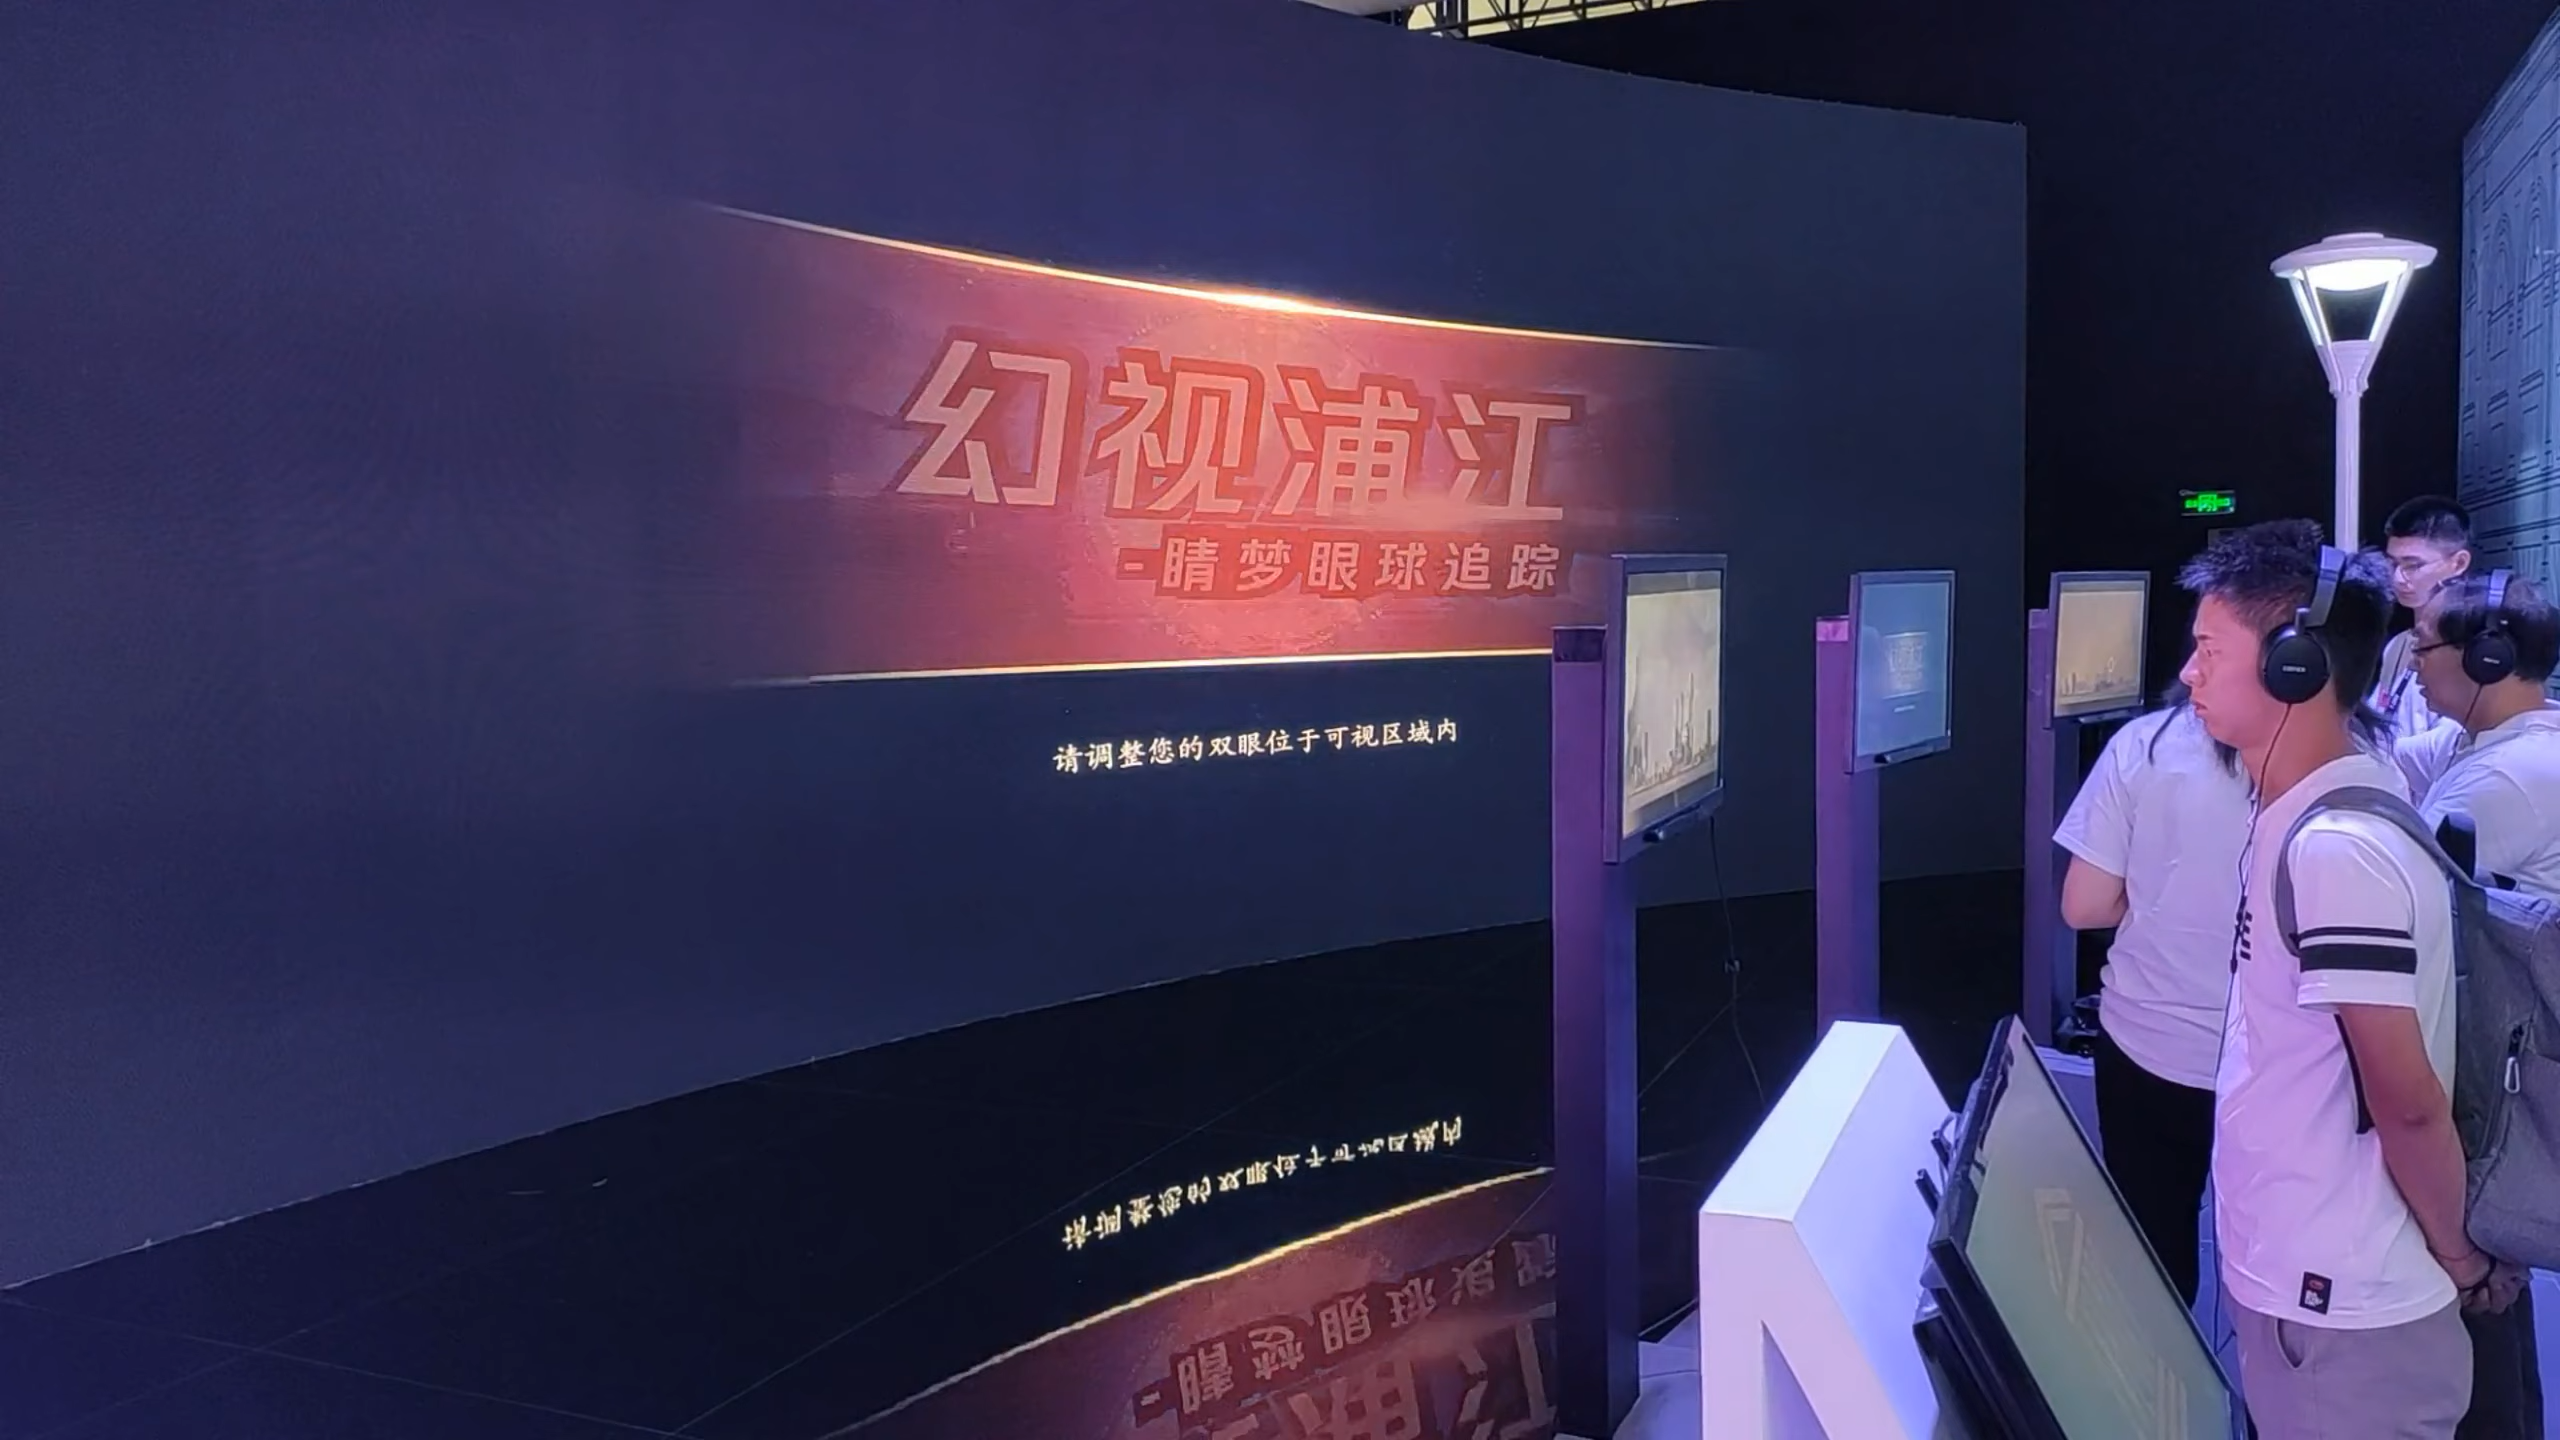 幻视浦江
-睛梦眼球追踪
请调整您的双眼位于可视区域内